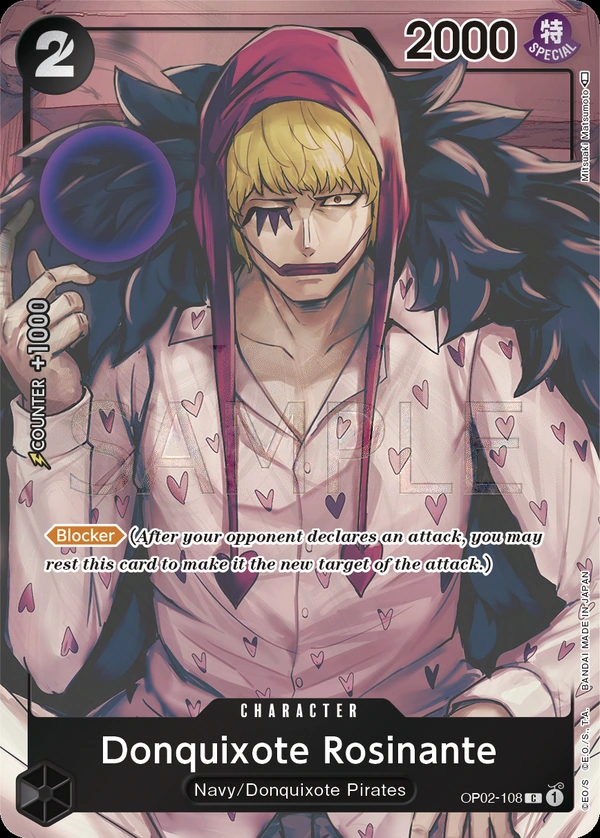 2
2000
特
SPECIAL
Mitsuaki Matsumoto
COUNTER +1000
SAMPLE
Blocker (After your opponent declares an attack, you may
rest this card to make it the new target of the attack.)
CHARACTER
Donquixote Rosinante
Navy/Donquixote Pirates
OP02-108 C 1
©E.O/S ©E.O./S., T.A. BANDAI MADE IN JAPAN